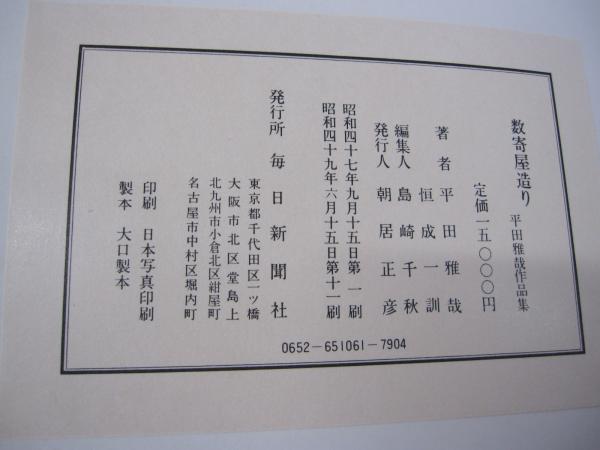 数寄屋造り 平田雅哉作品集
定価一五〇〇〇円
著者 平田雅哉
恒成一訓
編集人 島崎千秋
発行人 朝居正彦
昭和四十七年九月十五日第一刷
昭和四十九年六月十五日第十一刷
発行所 毎日新聞社
東京都千代田区一ツ橋
大阪市北区堂島上
北九州市小倉北区紺屋町
名古屋市中村区堀内町
印刷 日本写真印刷
製本 大口製本
0652-651061-7904